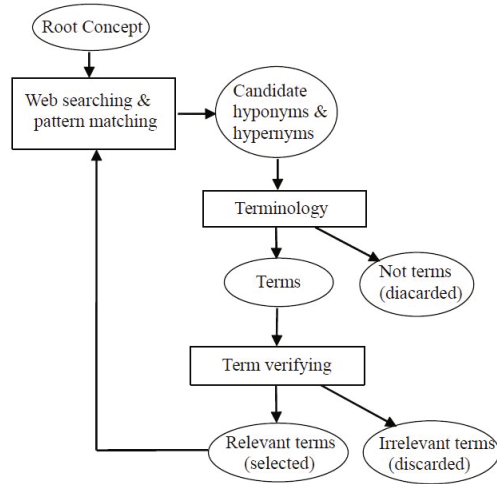 Root Concept
Web searching &
pattern matching
Candidate
hyponyms &
hypernyms
Terminology
Terms
Not terms
(diacarded)
Term verifying
Relevant terms
(selected)
Irrelevant terms
(discarded)